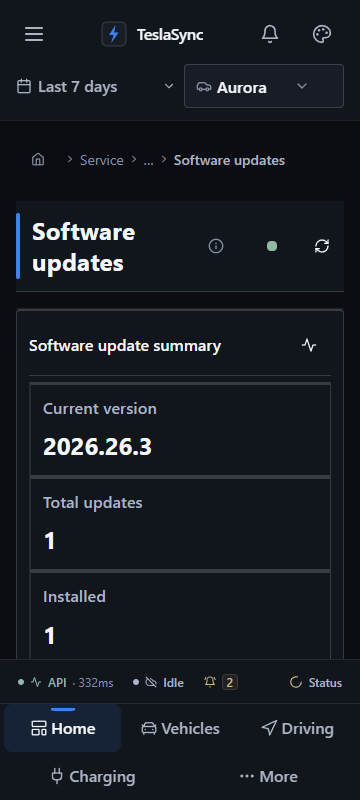 TeslaSync
Last 7 days
Aurora
Service
...
Software updates
Software
updates
Software update summary
Current version
2026.26.3
Total updates
1
Installed
1
API · 332ms
Idle
2
Status
Home
Vehicles
Driving
Charging
More